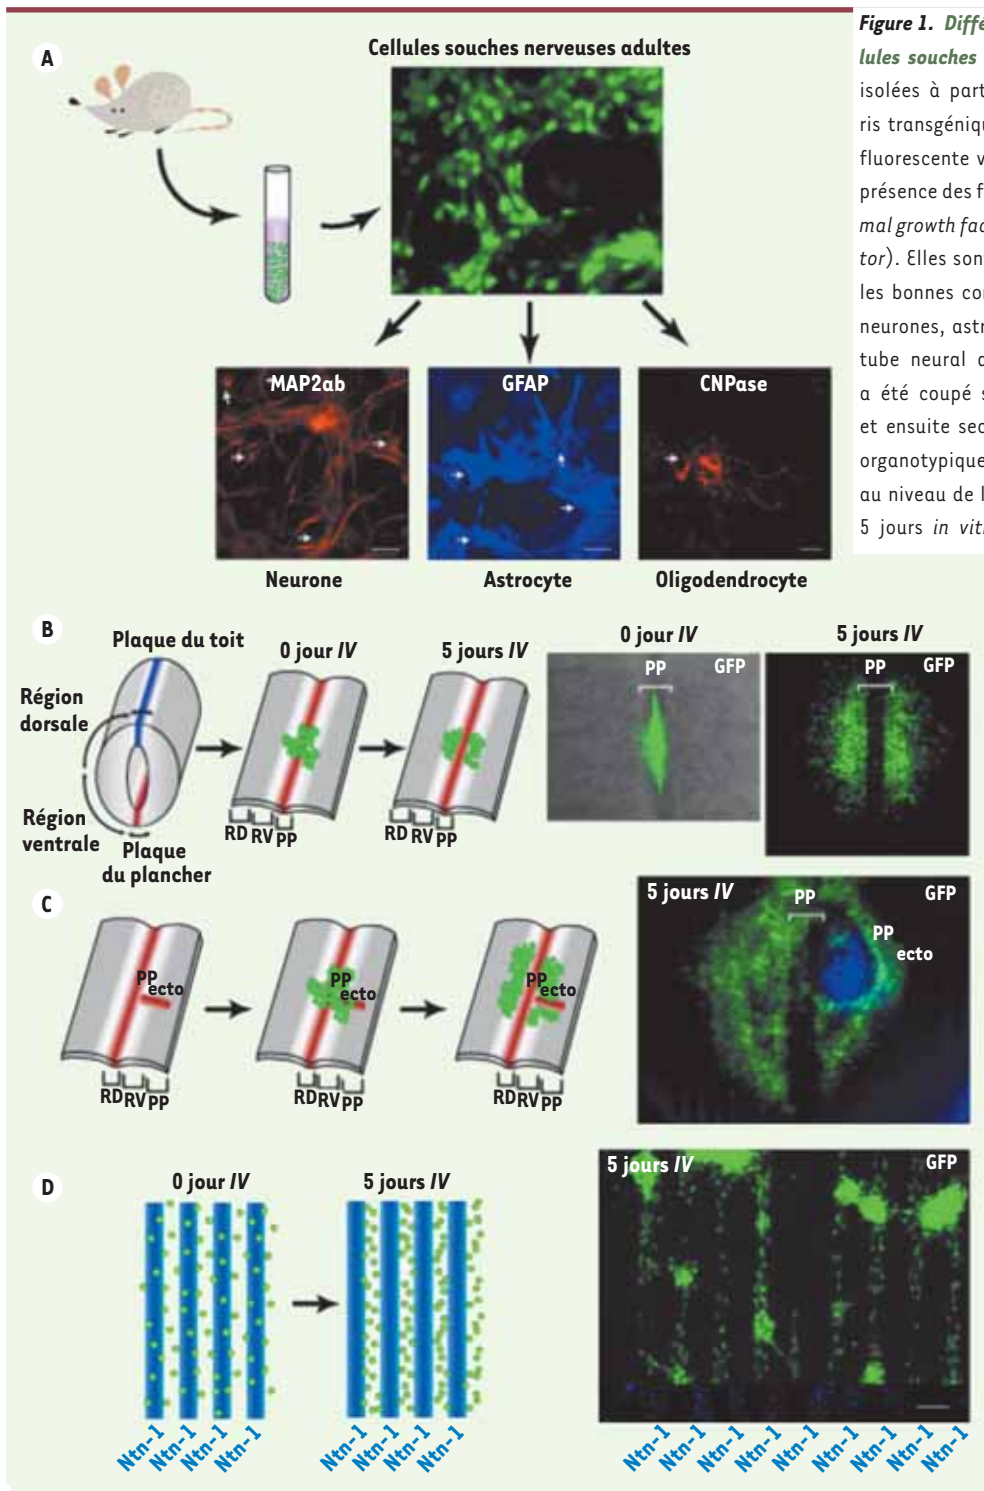 Figure 1. Diffé
lules souches
isolées à part
ris transgéniqu
fluorescente v
présence des f
mal growth fac
tor). Elles son
les bonnes co
neurones, astr
tube neural
a été coupé s
et ensuite sec
organotypique
au niveau de l
5 jours in vit
A
Cellules souches nerveuses adultes
MAP2ab
GFAP
CNPase
Neurone
Astrocyte
Oligodendrocyte
B
Plaque du toit
0 jour IV
5 jours IV
Région
dorsale
Région
ventrale
Plaque
du plancher
RD RV PP
RD RV PP
0 jour IV
5 jours IV
PP
GFP
PP
GFP
C
PP
ecto
PP
ecto
PP
ecto
RD RV PP
RD RV PP
RD RV PP
5 jours IV
PP
GFP
PP
ecto
D
0 jour IV
5 jours IV
Ntn-1 Ntn-1 Ntn-1 Ntn-1
Ntn-1 Ntn-1 Ntn-1 Ntn-1
5 jours IV
GFP
Ntn-1 Ntn-1 Ntn-1 Ntn-1 Ntn-1 Ntn-1 Ntn-1 Ntn-1